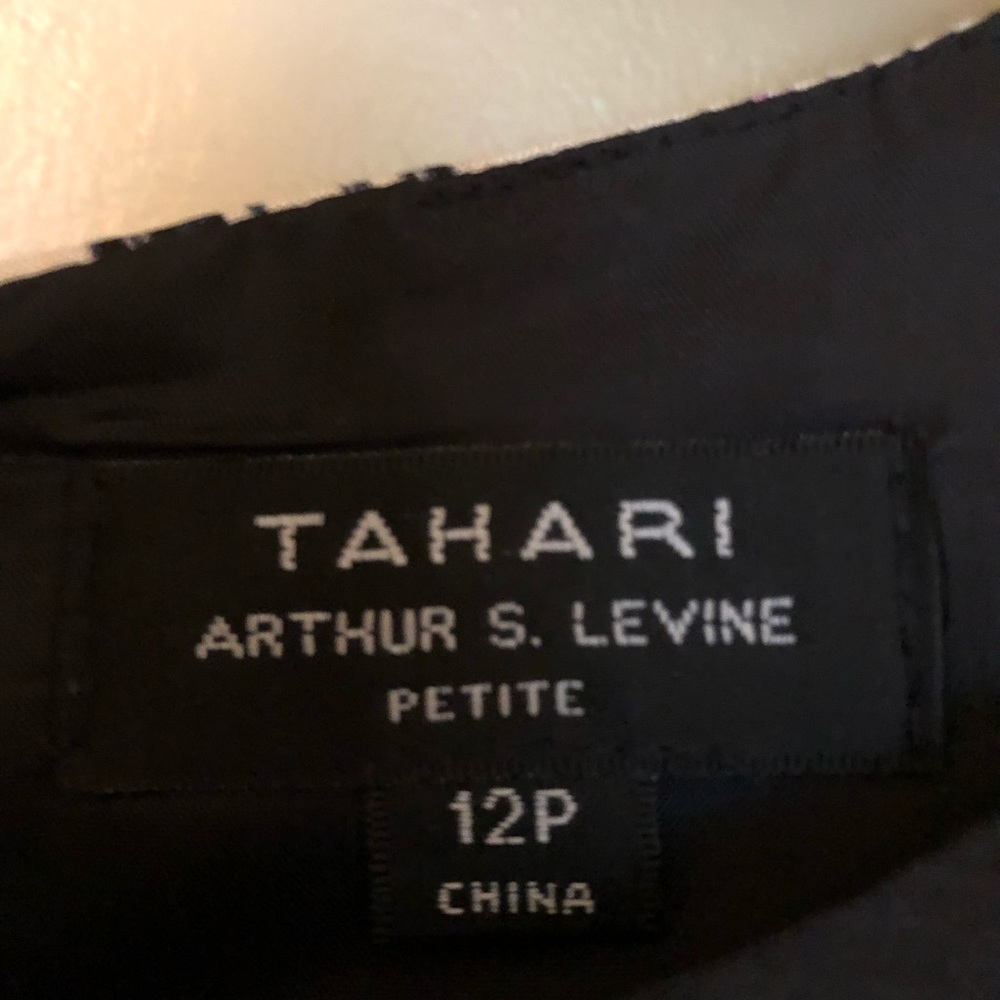 TAHARI
ARTHUR S. LEVINE
PETITE
12P
CHINA